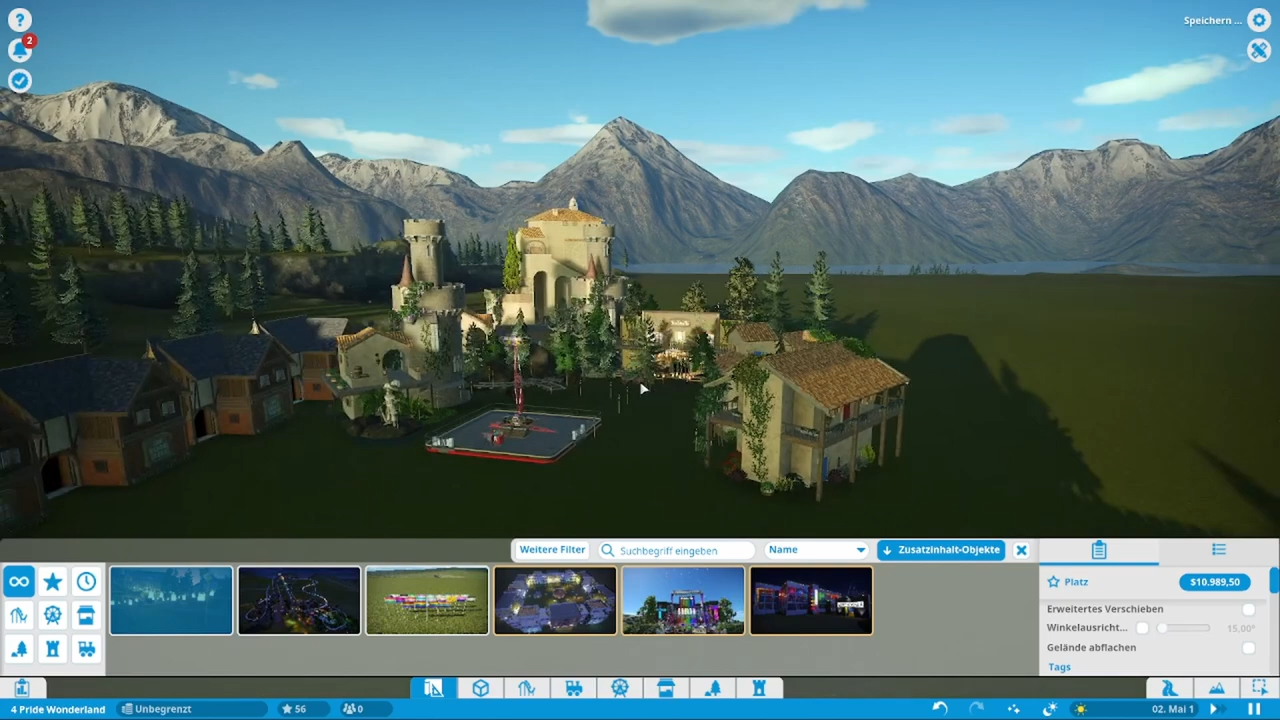 ?
2
Speichern ...
Weitere Filter
Suchbegriff eingeben
Name
Zusatzinhalt-Objekte
Platz
$10.989,50
Erweitertes Verschieben
Winkelausricht...
15,00°
Gelände abflachen
Tags
4 Pride Wonderland
Unbegrenzt
56
0
02. Mai 1